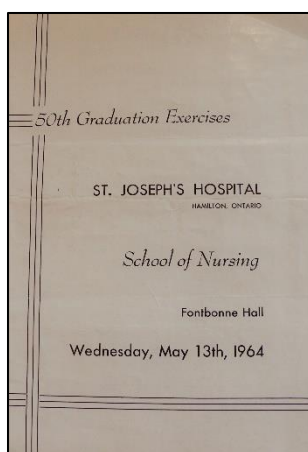 50th Graduation Exercises
ST. JOSEPH'S HOSPITAL
HAMILTON, ONTARIO
School of Nursing
Fontbonne Hall
Wednesday, May 13th, 1964